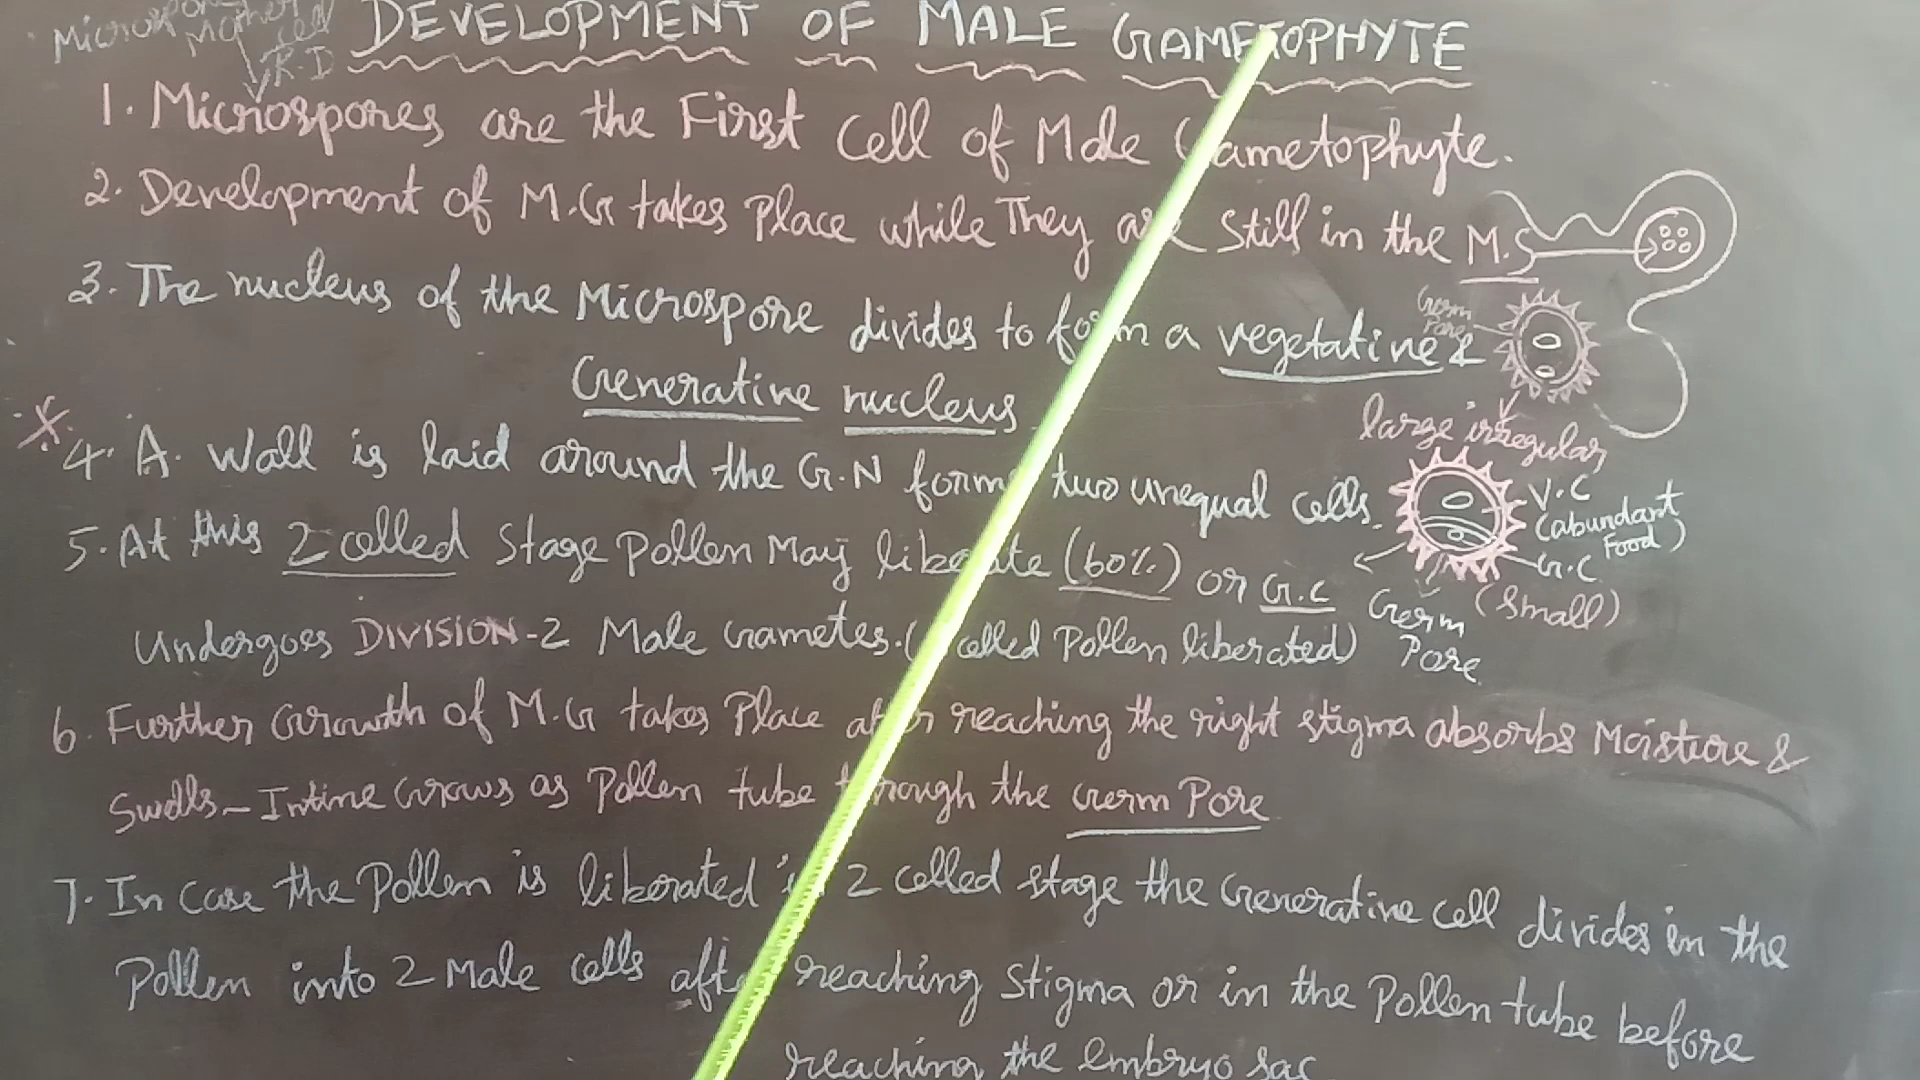 Microspore Mother cell
R.D
DEVELOPMENT OF MALE GAMETOPHYTE
1. Microspores are the First Cell of Male Gametophyte.
2. Development of M.G takes Place while They are still in the M.S
3. The nucleus of the Microspore divides to form a vegetative &
Generative nucleus
Germ
Pore
large irregular
4. A. Wall is laid around the G.N forms two unequal cells.
V.C
(abundant
Food)
G.C
(small)
Germ
Pore
5. At this 2 celled Stage Pollen May liberate (60%) or G.C
Undergoes DIVISION-2 Male Gametes. ( celled Pollen liberated)
6. Further Growth of M.G takes Place after reaching the right stigma absorbs Moisture &
Swells - Intine Grows as Pollen tube through the Germ Pore
7. In Case the Pollen is liberated in 2 celled stage the Generative cell divides in the
Pollen into 2 Male cells after reaching Stigma or in the Pollen tube before
reaching the embryo sac